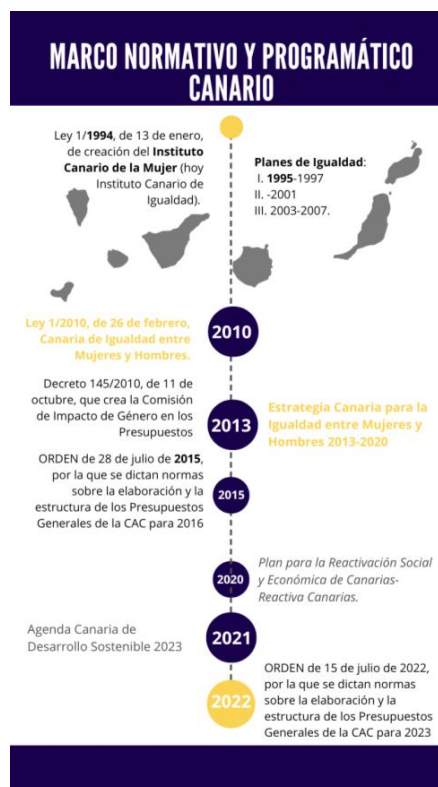 MARCO NORMATIVO Y PROGRAMÁTICO
CANARIO
Ley 1/1994, de 13 de enero,
de creación del Instituto
Canario de la Mujer (hoy
Instituto Canario de
Igualdad).
Planes de Igualdad:
I. 1995-1997
II. -2001
III. 2003-2007.
Ley 1/2010, de 26 de febrero,
Canaria de Igualdad entre
Mujeres y Hombres.
2010
Decreto 145/2010, de 11 de
octubre, que crea la Comisión
de Impacto de Género en los
Presupuestos
2013
Estrategia Canaria para la
Igualdad entre Mujeres y
Hombres 2013-2020
ORDEN de 28 de julio de 2015,
por la que se dictan normas
sobre la elaboración y la
estructura de los Presupuestos
Generales de la CAC para 2016
2015
2020
Plan para la Reactivación Social
y Económica de Canarias-
Reactiva Canarias.
Agenda Canaria de
Desarrollo Sostenible 2023
2021
2022
ORDEN de 15 de julio de 2022,
por la que se dictan normas
sobre la elaboración y la
estructura de los Presupuestos
Generales de la CAC para 2023